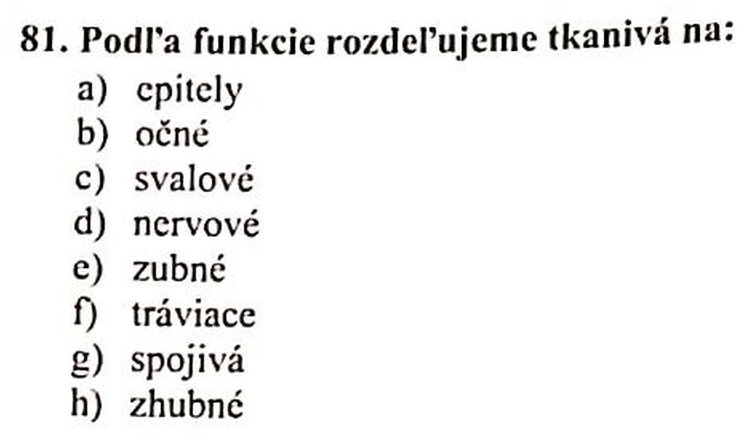 81. Podľa funkcie rozdeľujeme tkanivá na:
a) epitely
b) očné
c) svalové
d) nervové
e) zubné
f) tráviace
g) spojivá
h) zhubné